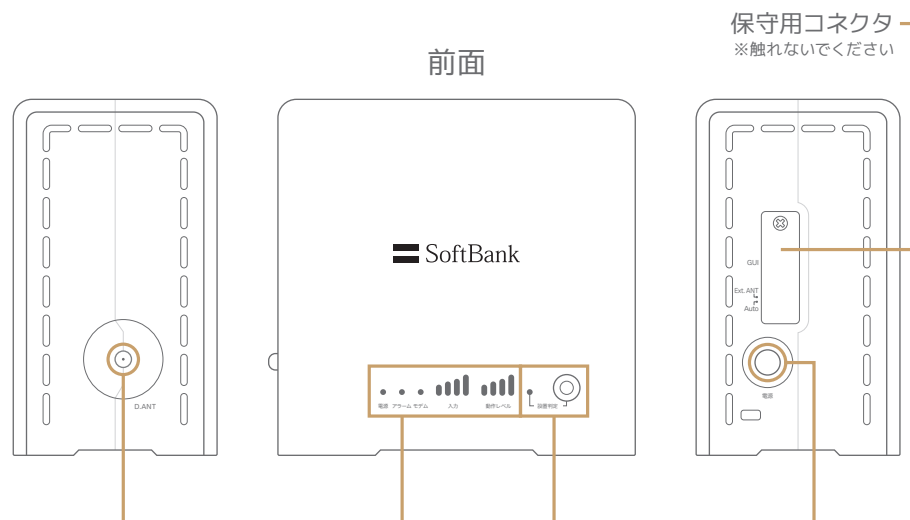 保守用コネクタ
※触れないでください
前面
SoftBank
GUI
Ext. ANT
Auto
D.ANT
電源 アラーム モデム 入力 動作レベル 設置判定
電源